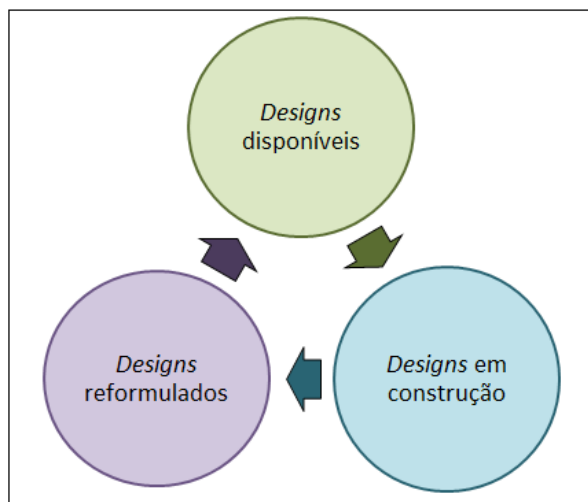 Designs
disponíveis
Designs
reformulados
Designs em
construção